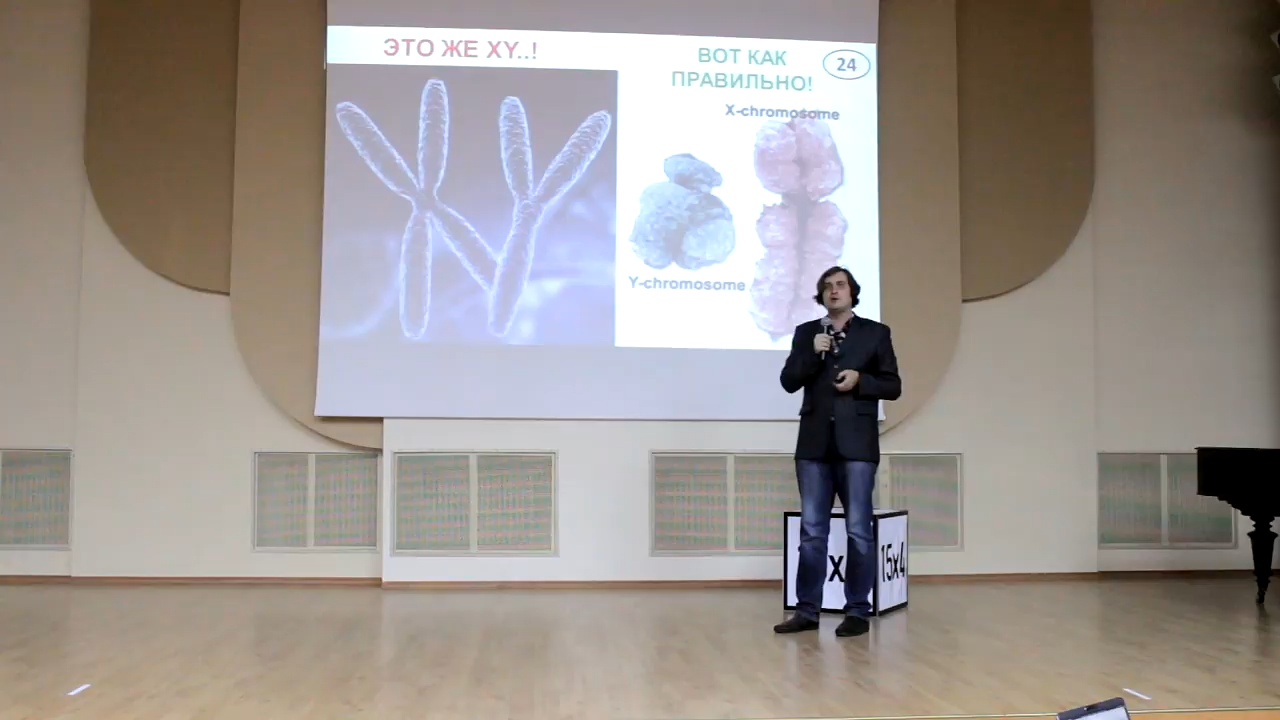 ЭТО ЖЕ XY..!
ВОТ КАК
ПРАВИЛЬНО!
24
X-chromosome
Y-chromosome
x
15x4